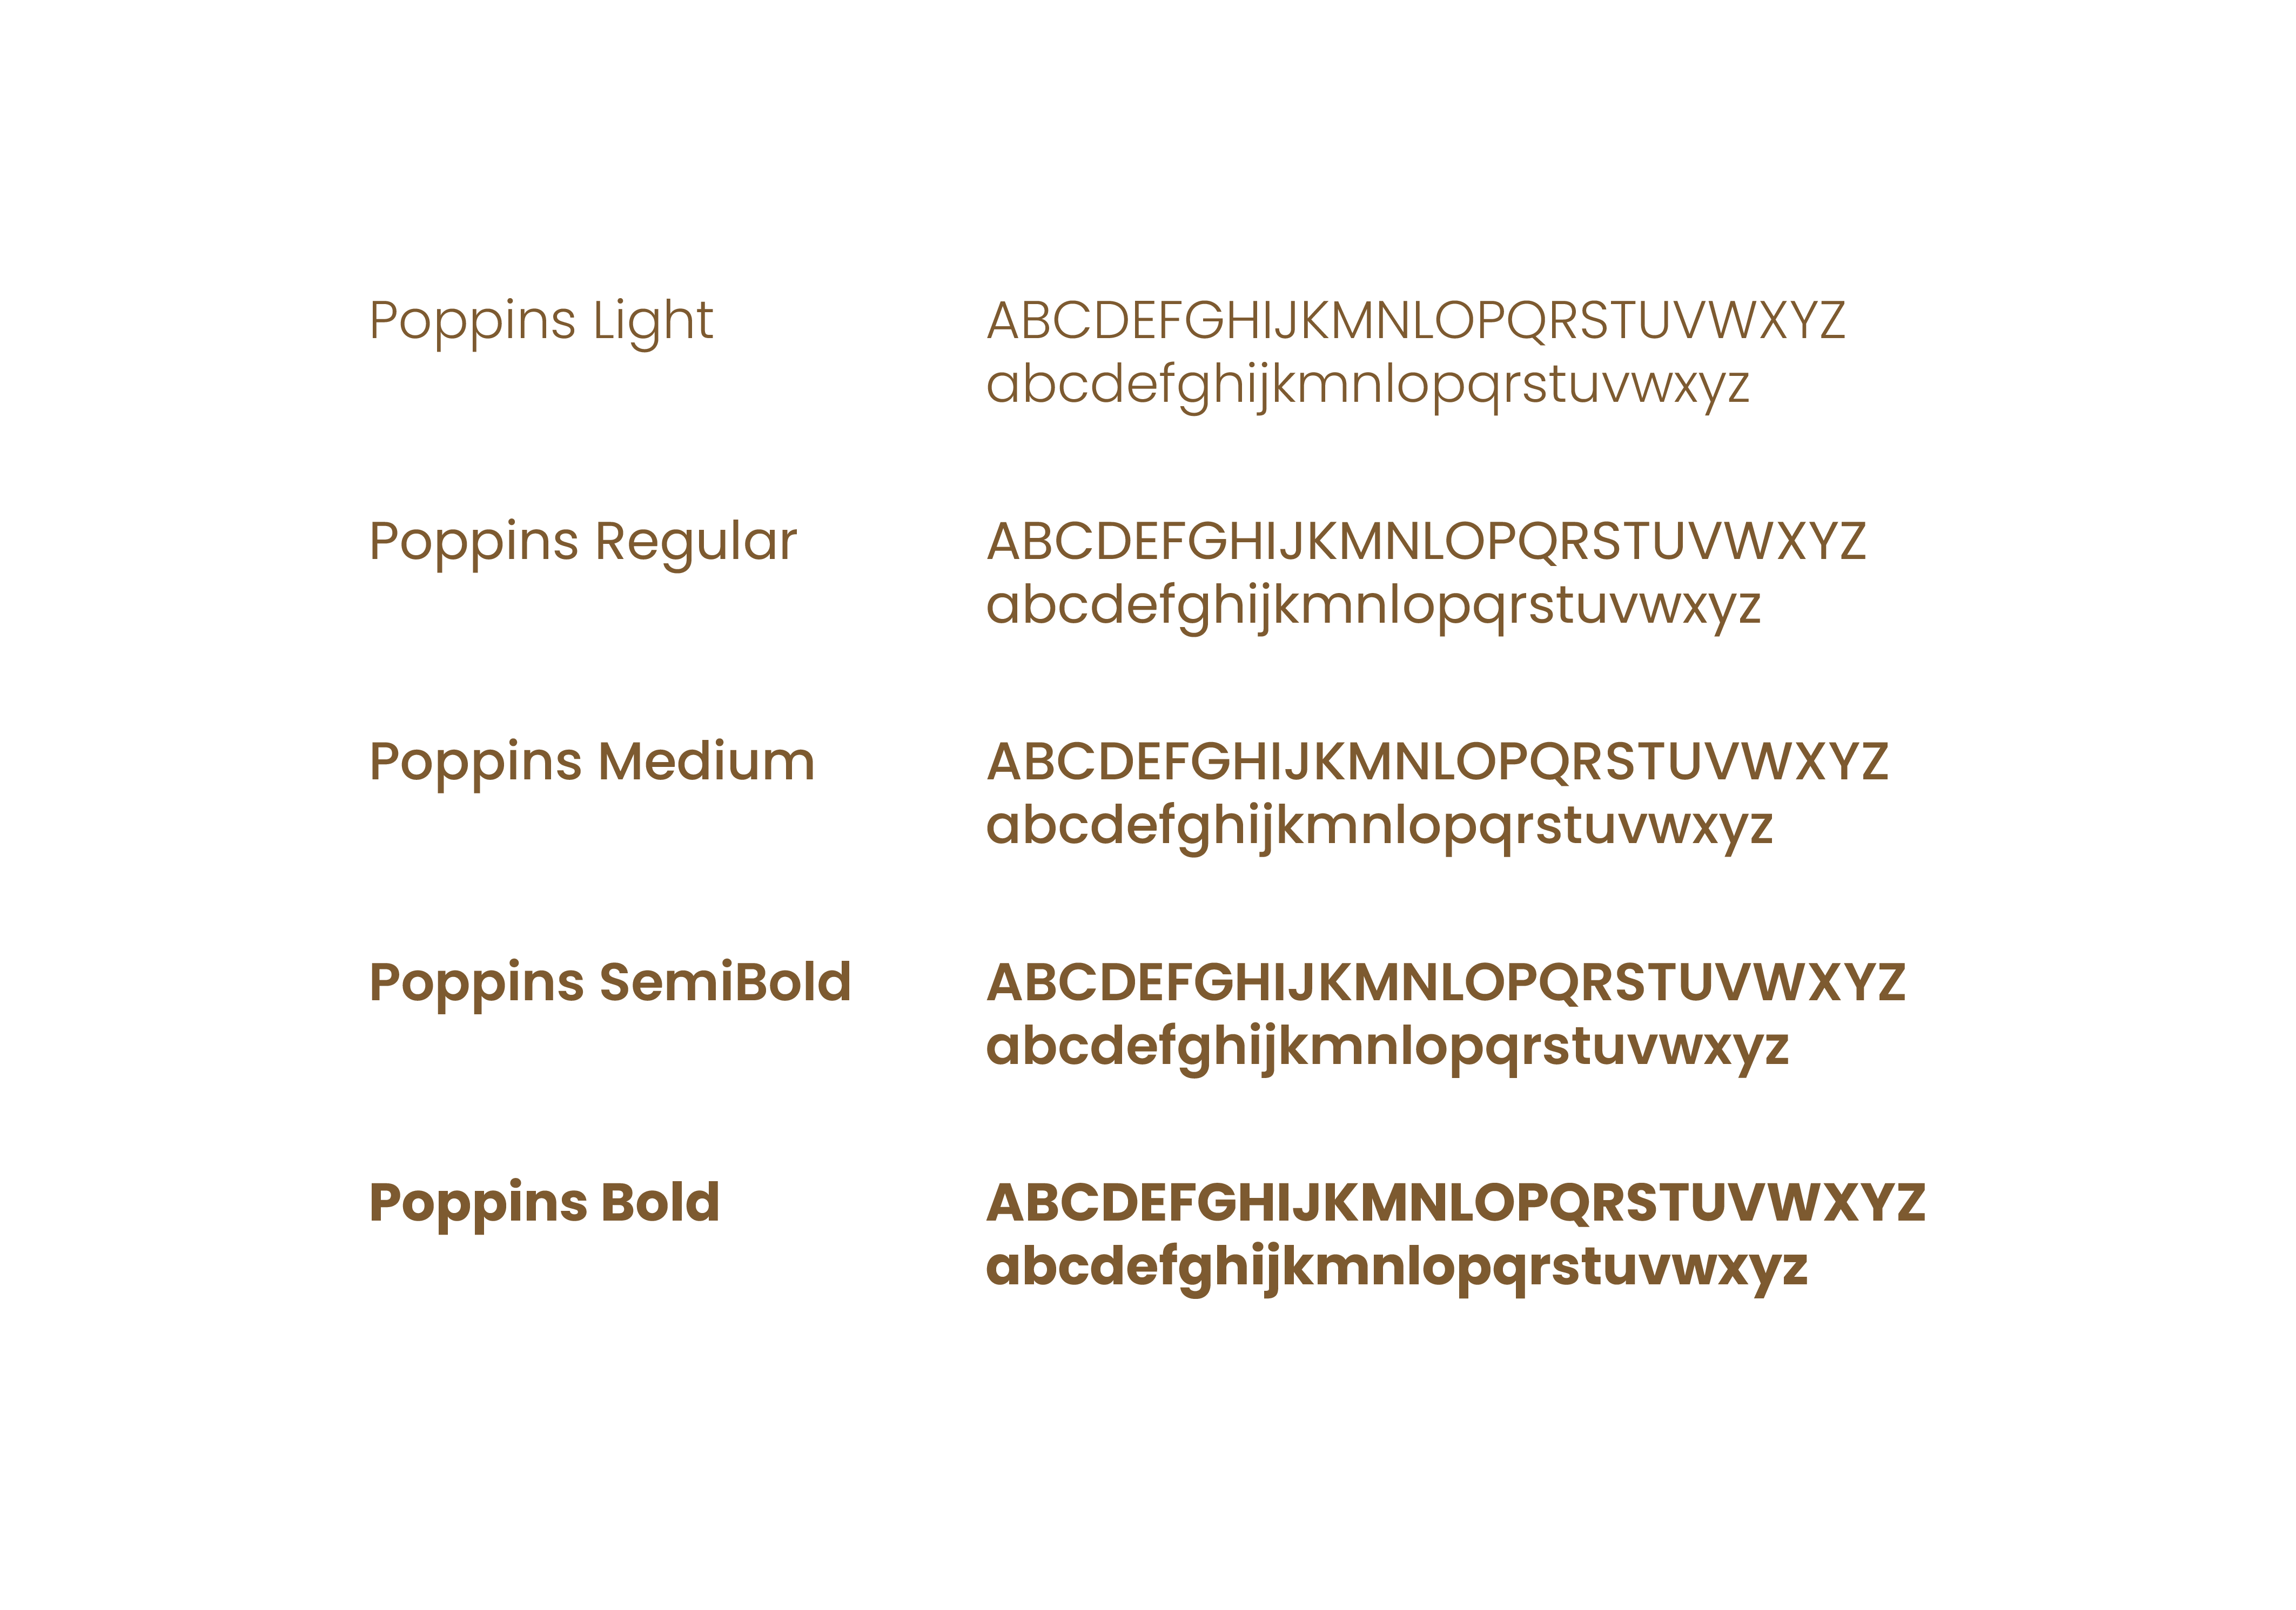 Poppins Light
ABCDEFGHIJKMNLOPQRSTUVWXYZ
abcdefghijkmnlopqrstuvwxyz
Poppins Regular
ABCDEFGHIJKMNLOPQRSTUVWXYZ
abcdefghijkmnlopqrstuvwxyz
Poppins Medium
ABCDEFGHIJKMNLOPQRSTUVWXYZ
abcdefghijkmnlopqrstuvwxyz
Poppins SemiBold
ABCDEFGHIJKMNLOPQRSTUVWXYZ
abcdefghijkmnlopqrstuvwxyz
Poppins Bold
ABCDEFGHIJKMNLOPQRSTUVWXYZ
abcdefghijkmnlopqrstuvwxyz